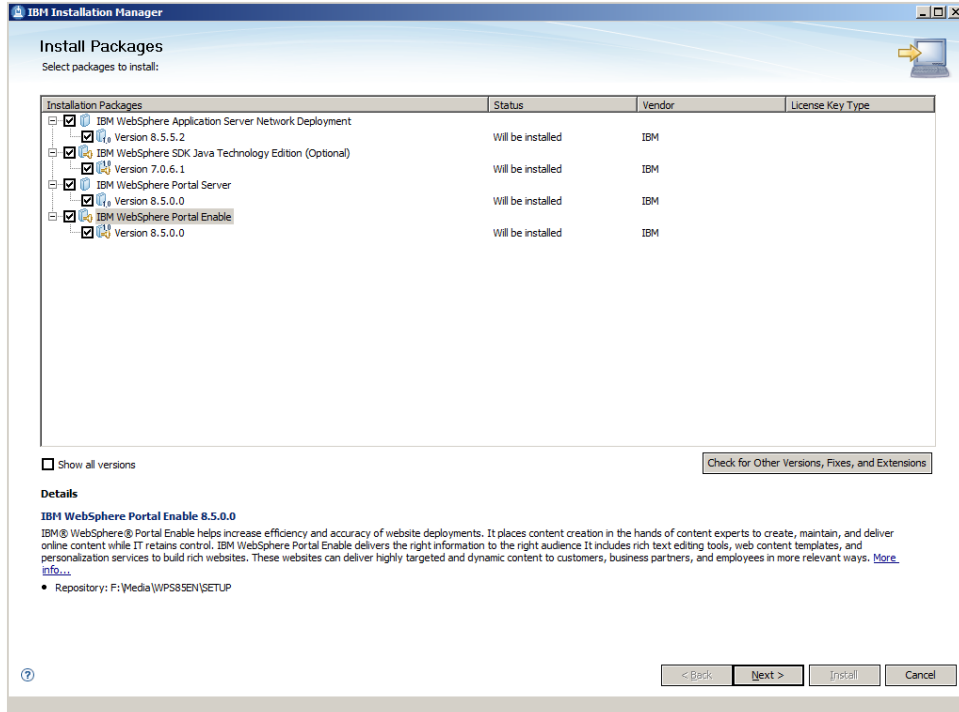 IBM Installation Manager
Install Packages
Select packages to install:
Installation Packages Status Vendor License Key Type
IBM WebSphere Application Server Network Deployment
Version 8.5.5.2 Will be installed IBM
IBM WebSphere SDK Java Technology Edition (Optional)
Version 7.0.6.1 Will be installed IBM
IBM WebSphere Portal Server
Version 8.5.0.0 Will be installed IBM
IBM WebSphere Portal Enable
Version 8.5.0.0 Will be installed IBM
Show all versions Check for Other Versions, Fixes, and Extensions
Details
IBM WebSphere Portal Enable 8.5.0.0
IBM® WebSphere® Portal Enable helps increase efficiency and accuracy of website deployments. It places content creation in the hands of content experts to create, maintain, and deliver
online content while IT retains control. IBM WebSphere Portal Enable delivers the right information to the right audience It includes rich text editing tools, web content templates, and
personalization services to build rich websites. These websites can deliver highly targeted and dynamic content to customers, business partners, and employees in more relevant ways. More
info...
• Repository: F:\Media\WPS85EN\SETUP
< Back Next > Install Cancel